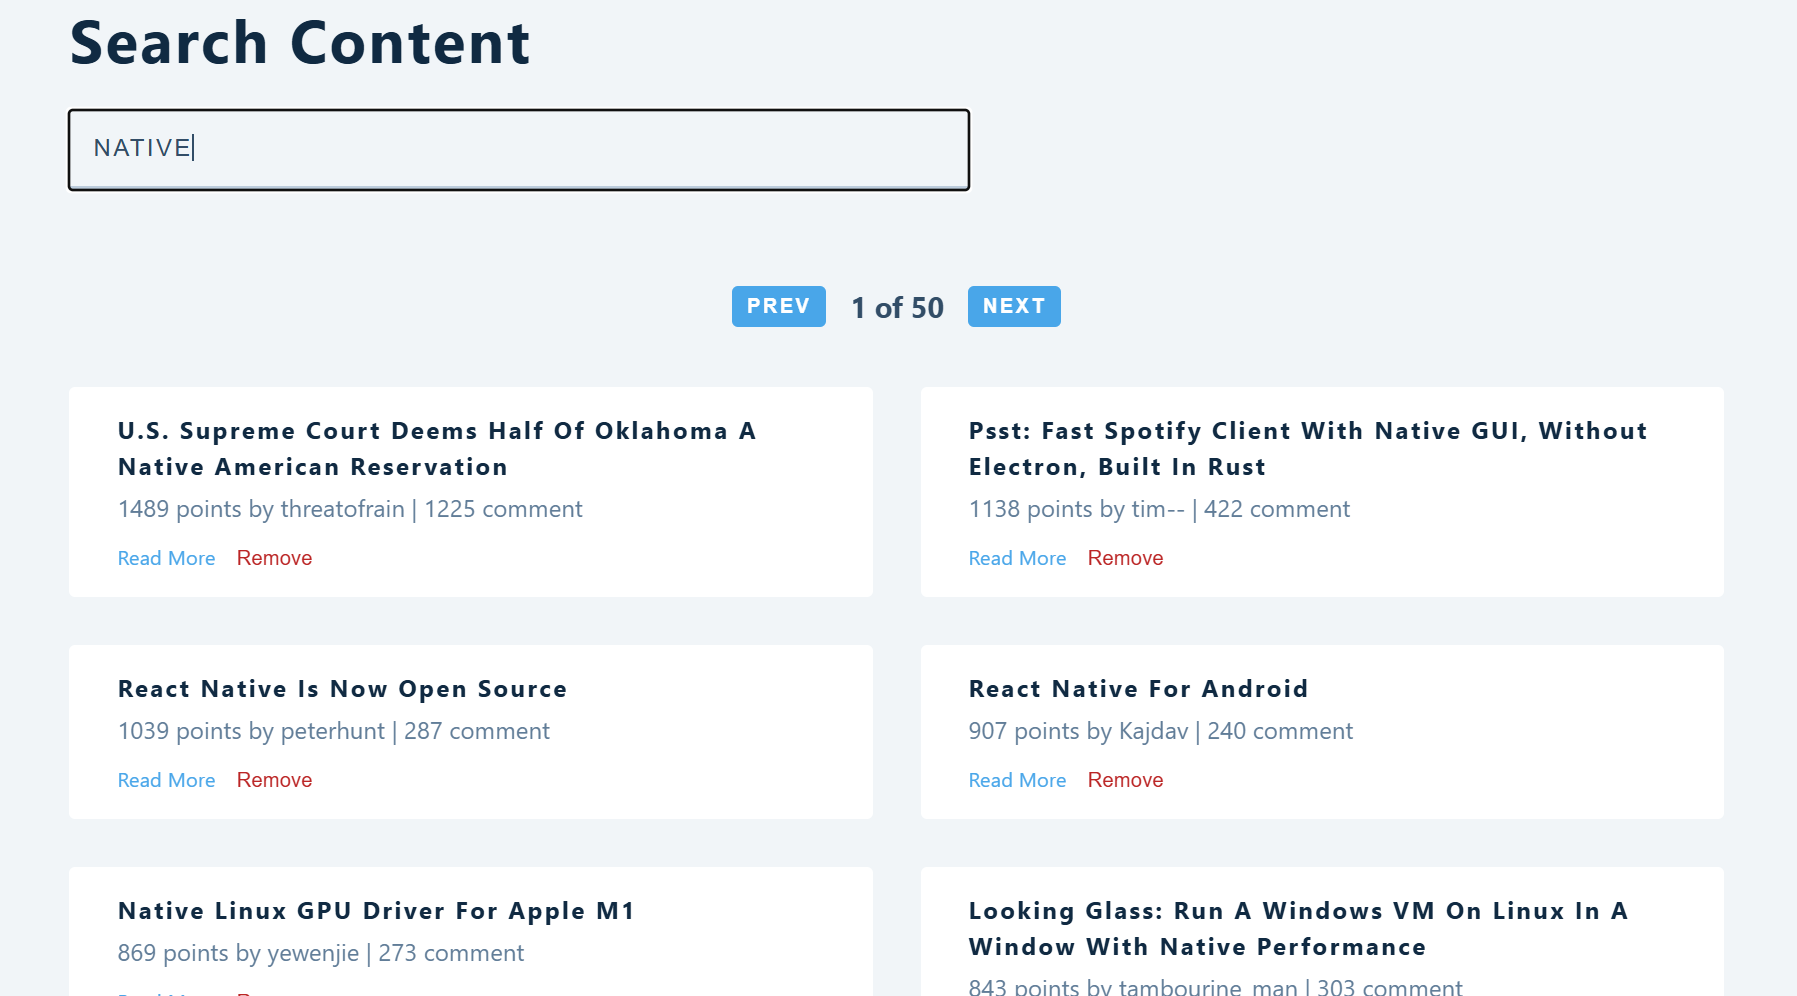 Search Content
NATIVE
PREV 1 of 50 NEXT
U.S. Supreme Court Deems Half Of Oklahoma A
Native American Reservation
1489 points by threatofrain | 1225 comment
Read More Remove
Psst: Fast Spotify Client With Native GUI, Without
Electron, Built In Rust
1138 points by tim-- | 422 comment
Read More Remove
React Native Is Now Open Source
1039 points by peterhunt | 287 comment
Read More Remove
React Native For Android
907 points by Kajdav | 240 comment
Read More Remove
Native Linux GPU Driver For Apple M1
869 points by yewenjie | 273 comment
Looking Glass: Run A Windows VM On Linux In A
Window With Native Performance
843 points by tambourine_man | 303 comment